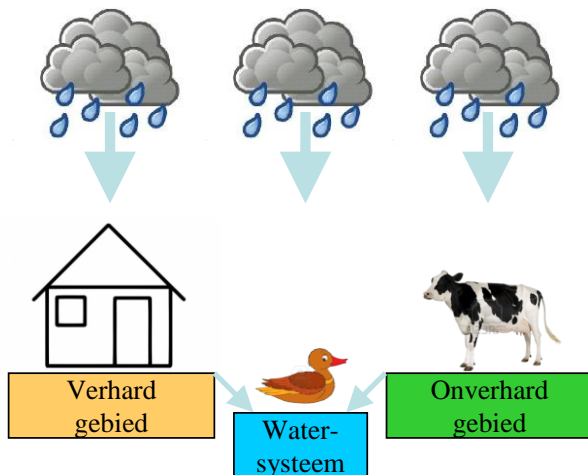 Verhard
gebied
Water-
systeem
Onverhard
gebied